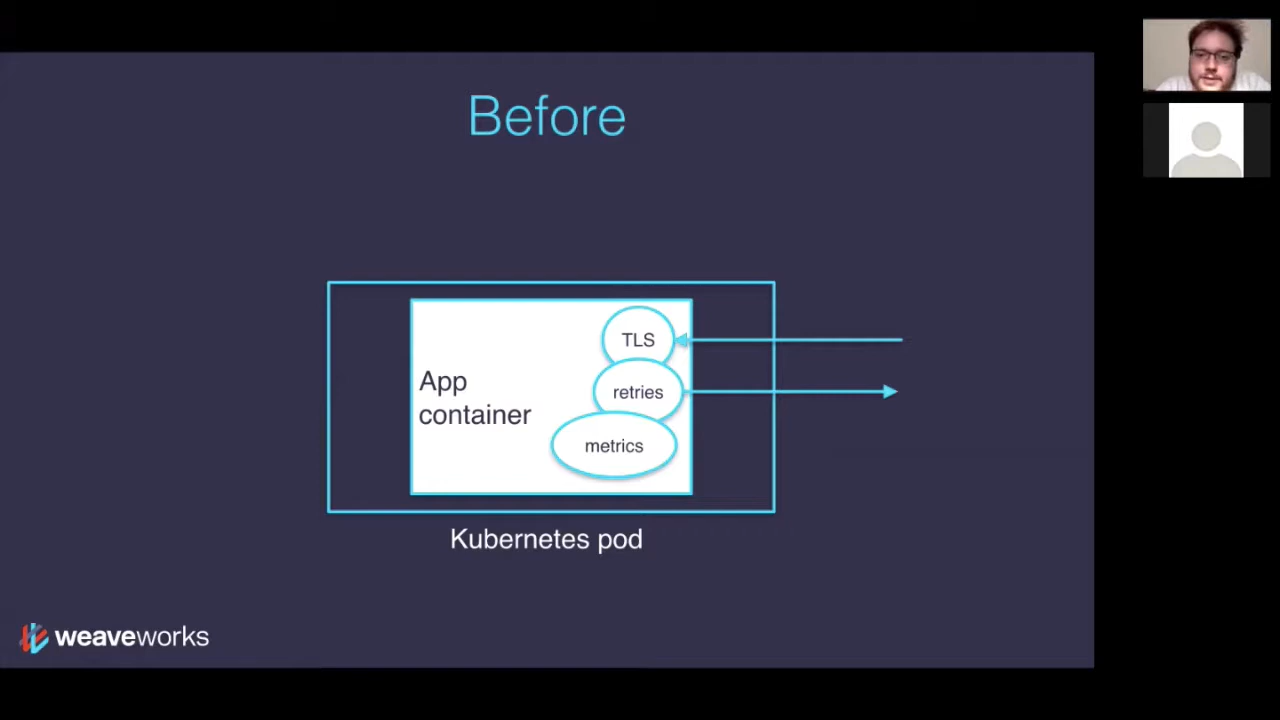 Before
TLS
App
container
retries
metrics
Kubernetes pod
weaveworks